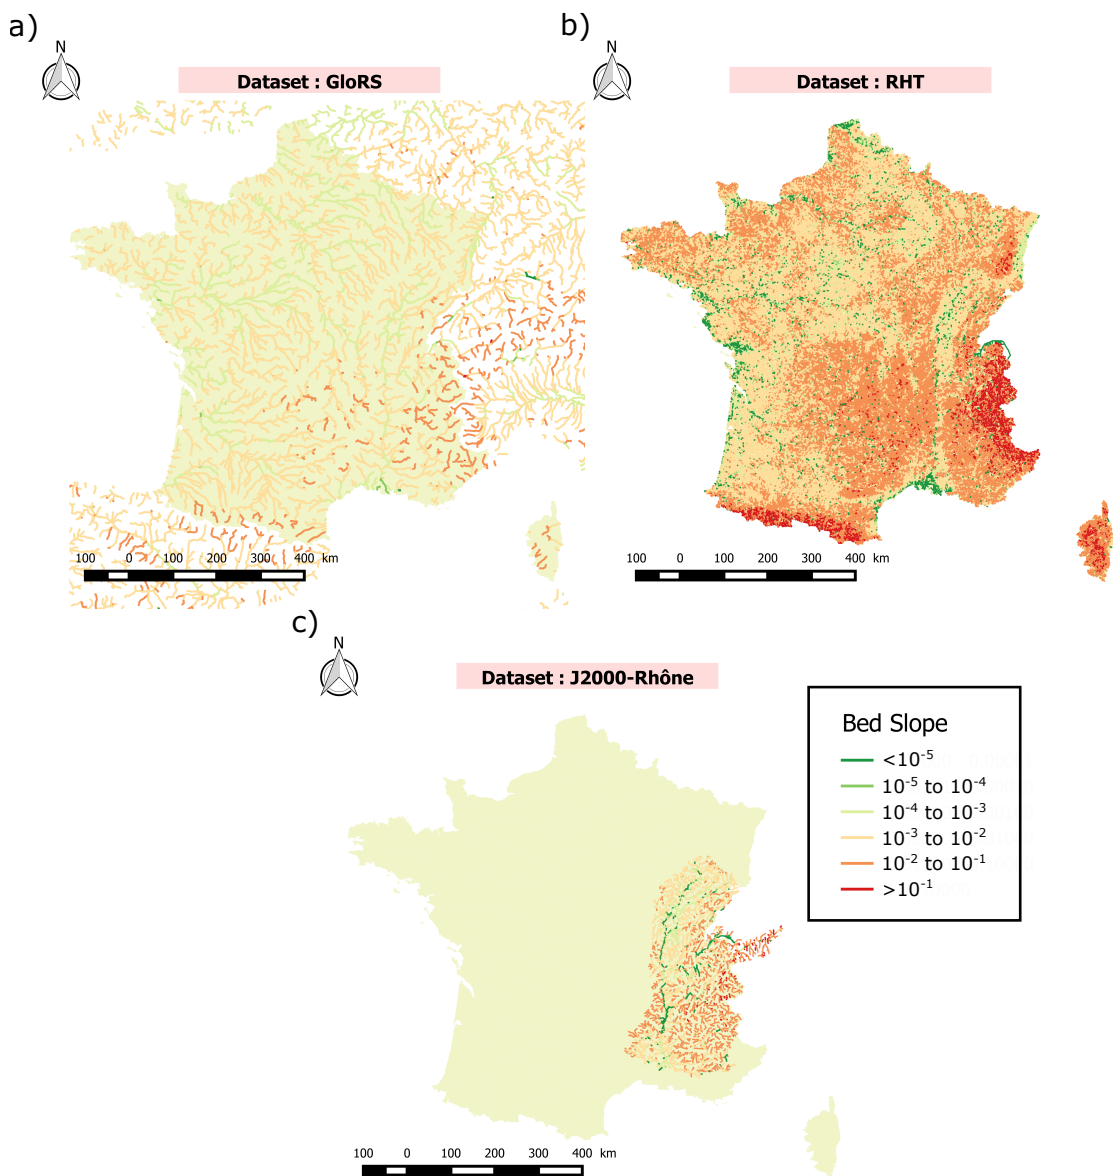 a)
N
Dataset : GloRS
100 0 100 200 300 400 km
b)
N
Dataset : RHT
100 0 100 200 300 400 km
c)
N
Dataset : J2000-Rhône
100 0 100 200 300 400 km
Bed Slope
<10⁻⁵
10⁻⁵ to 10⁻⁴
10⁻⁴ to 10⁻³
10⁻³ to 10⁻²
10⁻² to 10⁻¹
>10⁻¹